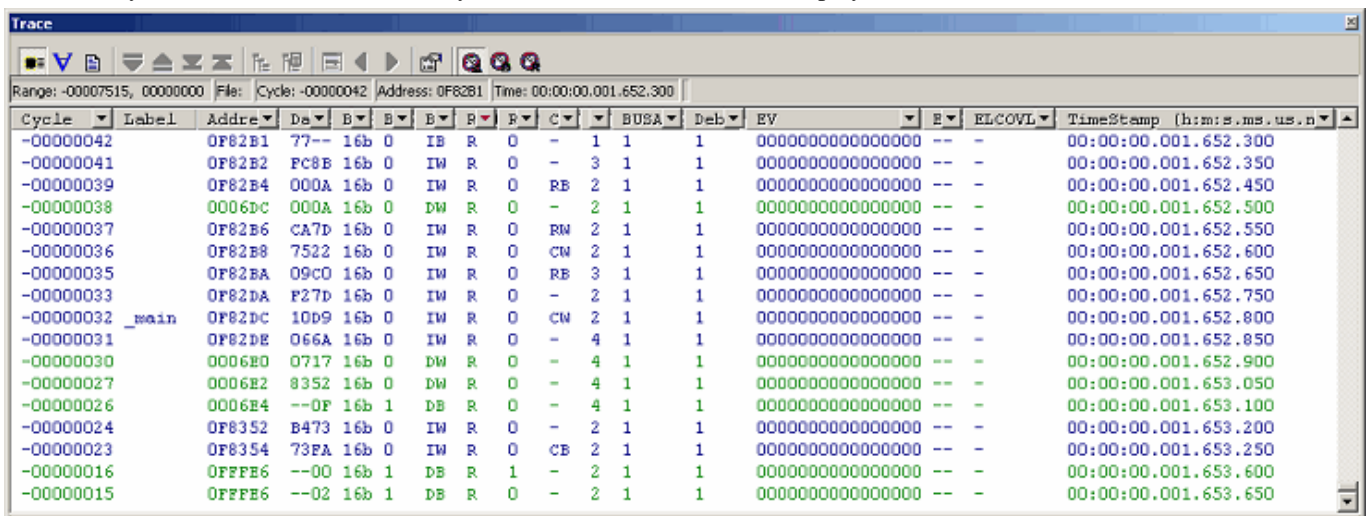 Trace
Range: -00007515, 00000000 File: Cycle: -00000042 Address: 0F82B1 Time: 00:00:00.001.652.300
Cycle Label Addre Da B B B R R C BUSA Deb EV E ELCOVL TimeStamp (h:m:s.ms.us.n
-00000042 0F82B1 77-- 16b 0 IB R 0 - 1 1 1 0000000000000000 -- - 00:00:00.001.652.300
-00000041 0F82B2 FC8B 16b 0 IW R 0 - 3 1 1 0000000000000000 -- - 00:00:00.001.652.350
-00000039 0F82B4 000A 16b 0 IW R 0 RB 2 1 1 0000000000000000 -- - 00:00:00.001.652.450
-00000038 0006DC 000A 16b 0 DW R 0 - 2 1 1 0000000000000000 -- - 00:00:00.001.652.500
-00000037 0F82B6 CA7D 16b 0 IW R 0 RW 2 1 1 0000000000000000 -- - 00:00:00.001.652.550
-00000036 0F82B8 7522 16b 0 IW R 0 CW 2 1 1 0000000000000000 -- - 00:00:00.001.652.600
-00000035 0F82BA 09C0 16b 0 IW R 0 RB 3 1 1 0000000000000000 -- - 00:00:00.001.652.650
-00000033 0F82DA F27D 16b 0 IW R 0 - 2 1 1 0000000000000000 -- - 00:00:00.001.652.750
-00000032 _main 0F82DC 10D9 16b 0 IW R 0 CW 2 1 1 0000000000000000 -- - 00:00:00.001.652.800
-00000031 0F82DE 066A 16b 0 IW R 0 - 4 1 1 0000000000000000 -- - 00:00:00.001.652.850
-00000030 0006E0 0717 16b 0 DW R 0 - 4 1 1 0000000000000000 -- - 00:00:00.001.652.900
-00000027 0006E2 8352 16b 0 DW R 0 - 4 1 1 0000000000000000 -- - 00:00:00.001.653.050
-00000026 0006E4 --0F 16b 1 DB R 0 - 4 1 1 0000000000000000 -- - 00:00:00.001.653.100
-00000024 0F8352 B473 16b 0 IW R 0 - 2 1 1 0000000000000000 -- - 00:00:00.001.653.200
-00000023 0F8354 73FA 16b 0 IW R 0 CB 2 1 1 0000000000000000 -- - 00:00:00.001.653.250
-00000016 0FFFE6 --00 16b 1 DB R 1 - 2 1 1 0000000000000000 -- - 00:00:00.001.653.600
-00000015 0FFFE6 --02 16b 1 DB R 0 - 2 1 1 0000000000000000 -- - 00:00:00.001.653.650